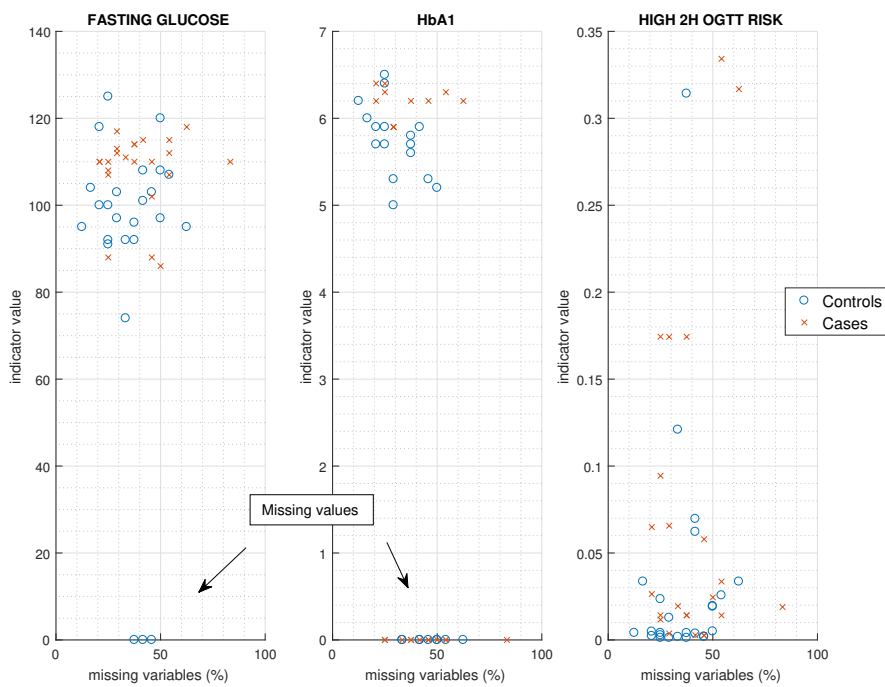 FASTING GLUCOSE
140
120
100
80
60
40
20
0
indicator value
0
100
missing variables (%)
HbA1
7
6
5
4
3
2
1
0
indicator value
0
100
missing variables (%)
Missing values
HIGH 2H OGTT RISK
0.35
0.3
0.25
0.2
0.15
0.1
0.05
0
indicator value
0
50
100
missing variables (%)
50
50
Controls
Cases